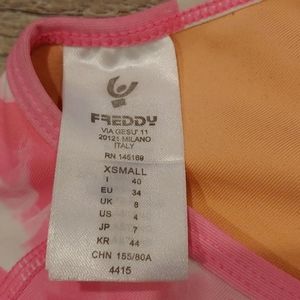 FREDDY
VIA GESU' 11
20121 MILANO
ITALY
RN 145169
XSMALL
I 40
EU 34
UK 8
US 4
JP 7
KR 44
CHN 155/80A
4415